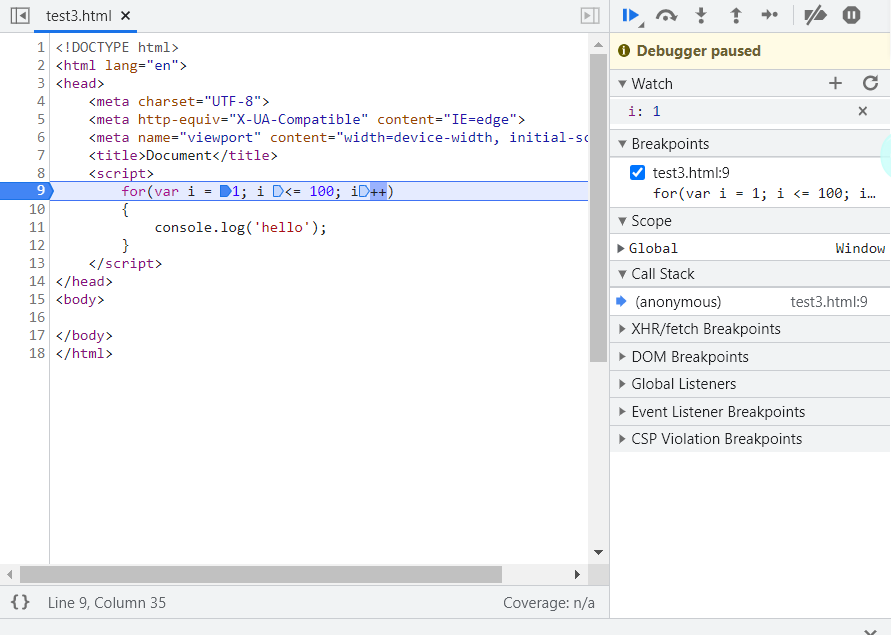 test3.html ×
1 <!DOCTYPE html>
2 <html lang="en">
3 <head>
4     <meta charset="UTF-8">
5     <meta http-equiv="X-UA-Compatible" content="IE=edge">
6     <meta name="viewport" content="width=device-width, initial-sc
7     <title>Document</title>
8     <script>
9         for(var i = 1; i <= 100; i++)
10         {
11             console.log('hello');
12         }
13     </script>
14 </head>
15 <body>
16
17 </body>
18 </html>
{} Line 9, Column 35 Coverage: n/a
Debugger paused
Watch
i: 1
Breakpoints
test3.html:9
for(var i = 1; i <= 100; i…
Scope
Global Window
Call Stack
(anonymous) test3.html:9
XHR/fetch Breakpoints
DOM Breakpoints
Global Listeners
Event Listener Breakpoints
CSP Violation Breakpoints